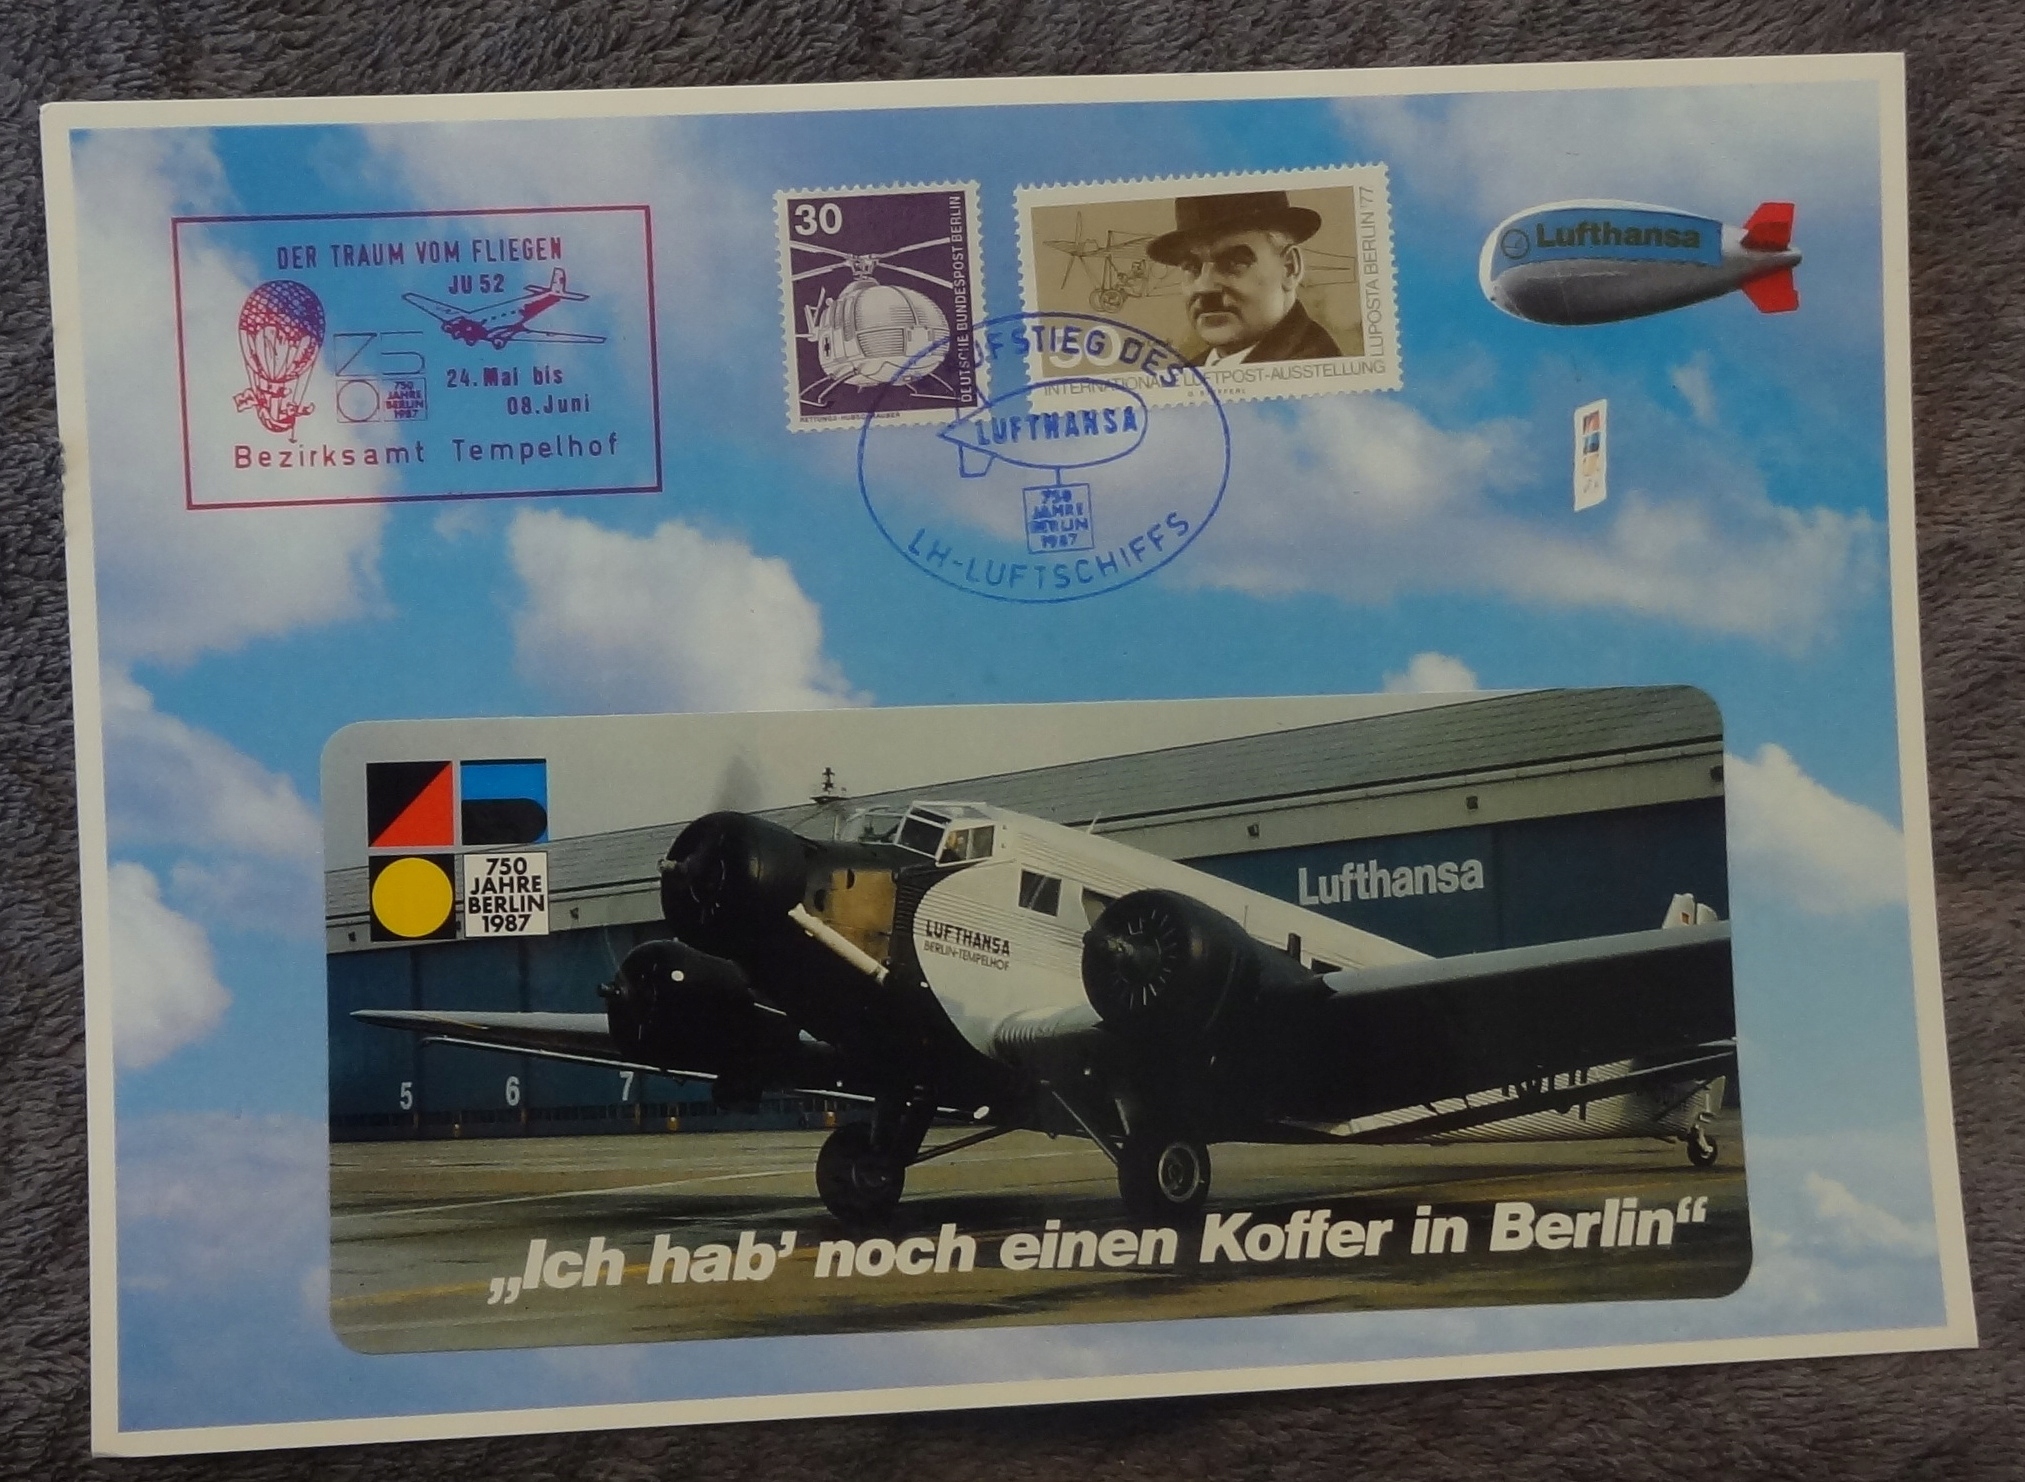 DER TRAUM VOM FLIEGEN
JU 52
750
JAHRE
BERLIN
1987
24. Mai bis
08. Juni
Bezirksamt Tempelhof
30
DEUTSCHE BUNDESPOST BERLIN
RETTUNGS-HUBSCHRAUBER
50
INTERNATIONALE LUFTPOST-AUSSTELLUNG
LUPOSTA BERLIN '77
AUFSTIEG DES
LUFTHANSA
750
JAHRE
BERLIN
1987
LH-LUFTSCHIFFS
Lufthansa
750
JAHRE
BERLIN
1987
Lufthansa
LUFTHANSA
BERLIN-TEMPELHOF
5 6 7
„Ich hab’ noch einen Koffer in Berlin“